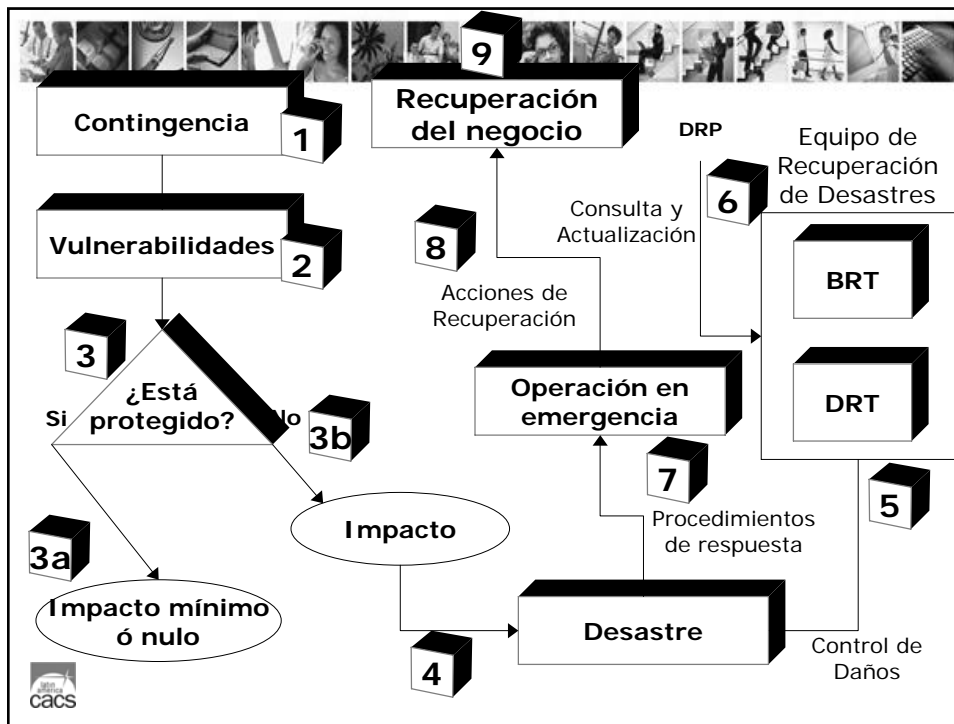 9
Contingencia
1
Recuperación
del negocio
DRP
Equipo de
Recuperación
de Desastres
6
Vulnerabilidades
2
8
Consulta y
Actualización
BRT
Acciones de
Recuperación
3
¿Está
protegido?
Si
No
3b
Operación en
emergencia
DRT
7
5
Impacto
Procedimientos
de respuesta
3a
Impacto mínimo
ó nulo
4
Desastre
Control de
Daños
latin
america
cacs